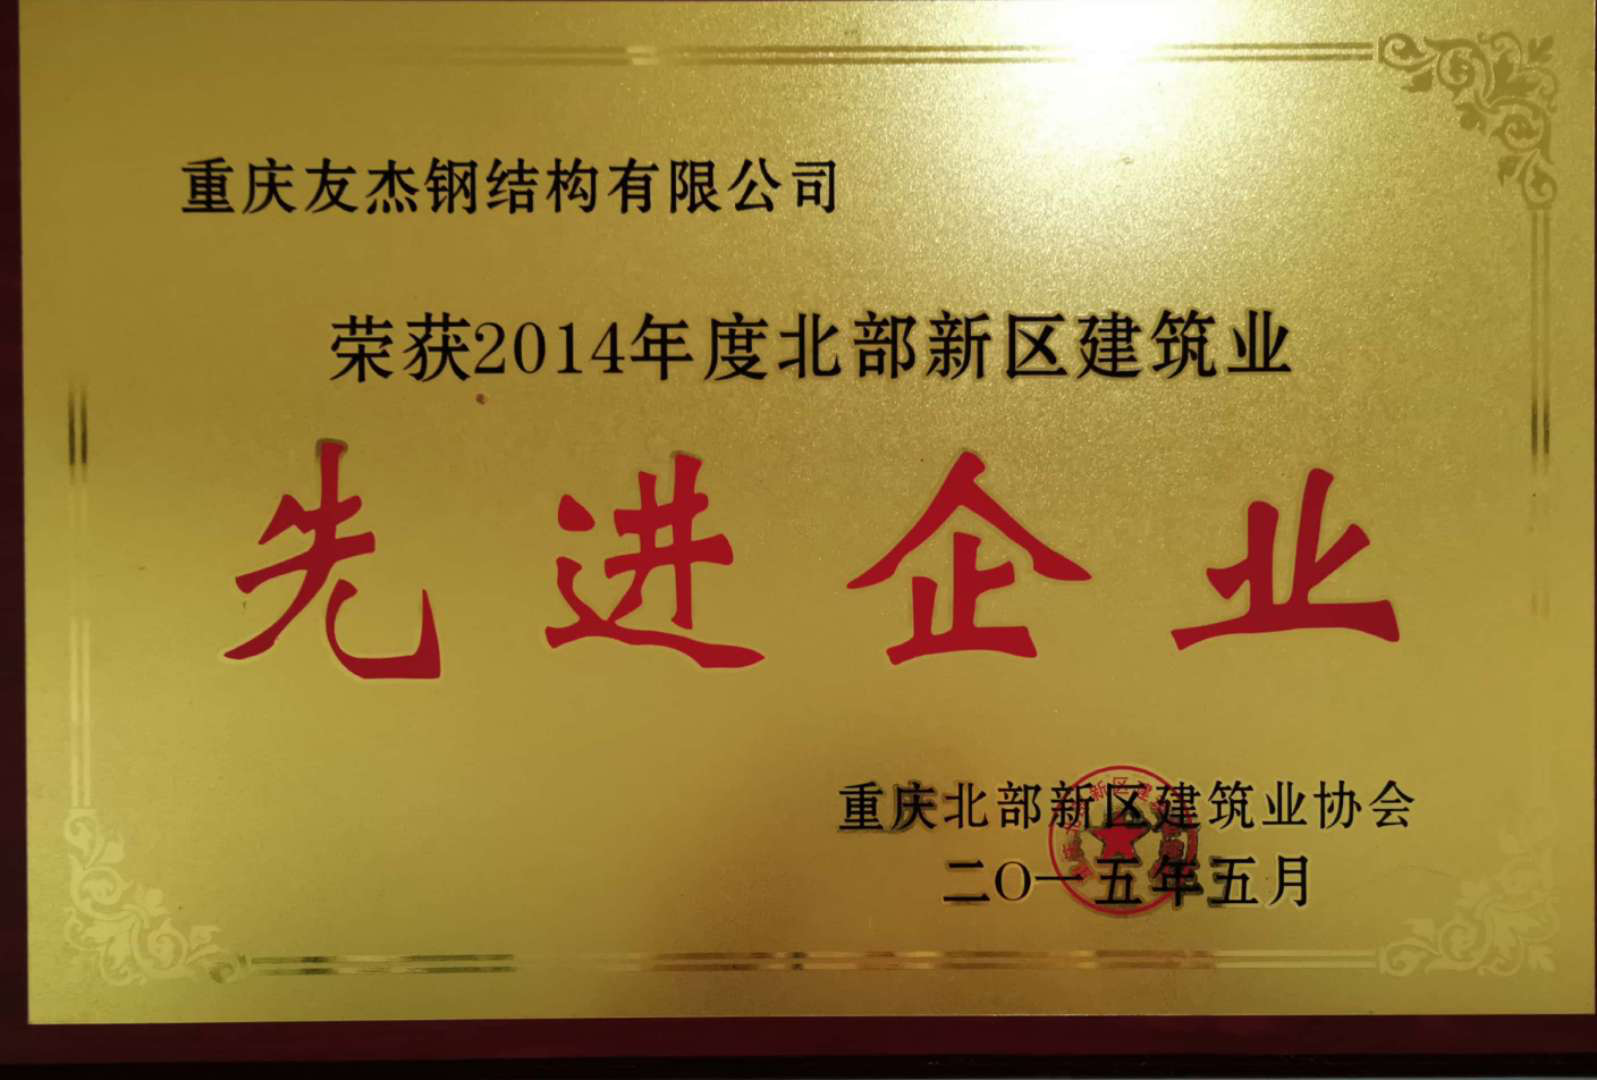 重庆友杰钢结构有限公司
荣获2014年度北部新区建筑业
先进企业
重庆北部新区建筑业协会
二〇一五年五月